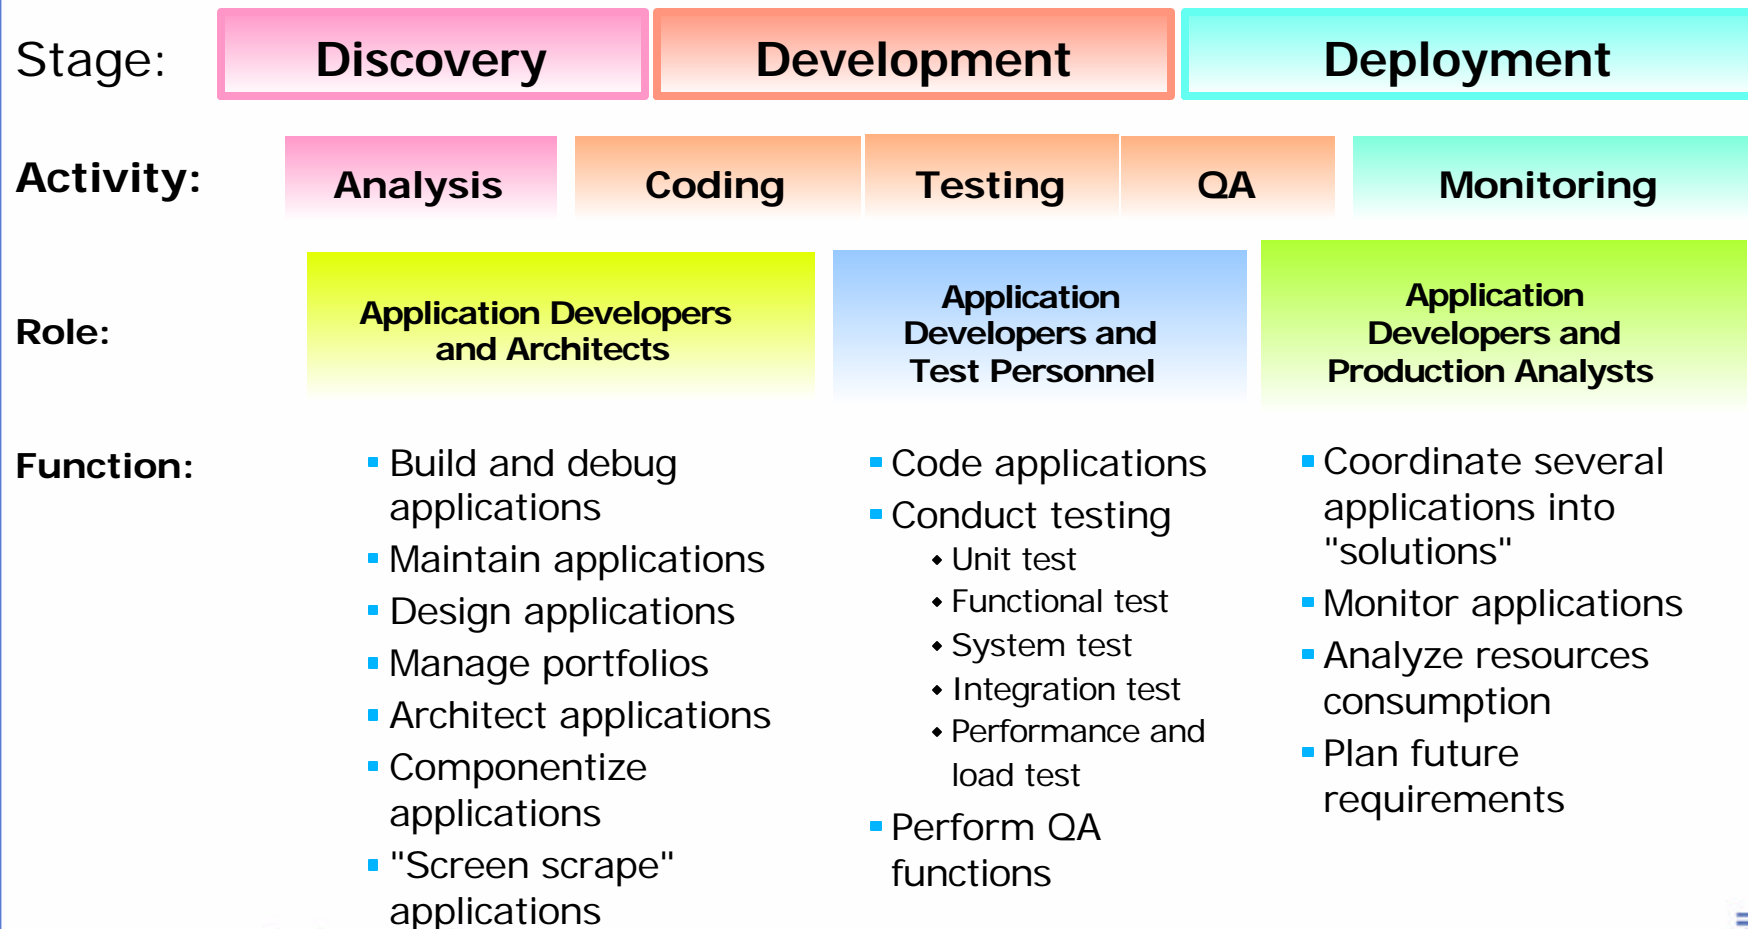 Stage:
Discovery
Development
Deployment
Activity:
Analysis
Coding
Testing
QA
Monitoring
Role:
Application Developers
and Architects
Application
Developers and
Test Personnel
Application
Developers and
Production Analysts
Function:
Build and debug
applications
Maintain applications
Design applications
Manage portfolios
Architect applications
Componentize
applications
"Screen scrape"
applications
Code applications
Conduct testing
Unit test
Functional test
System test
Integration test
Performance and
load test
Perform QA
functions
Coordinate several
applications into
"solutions"
Monitor applications
Analyze resources
consumption
Plan future
requirements